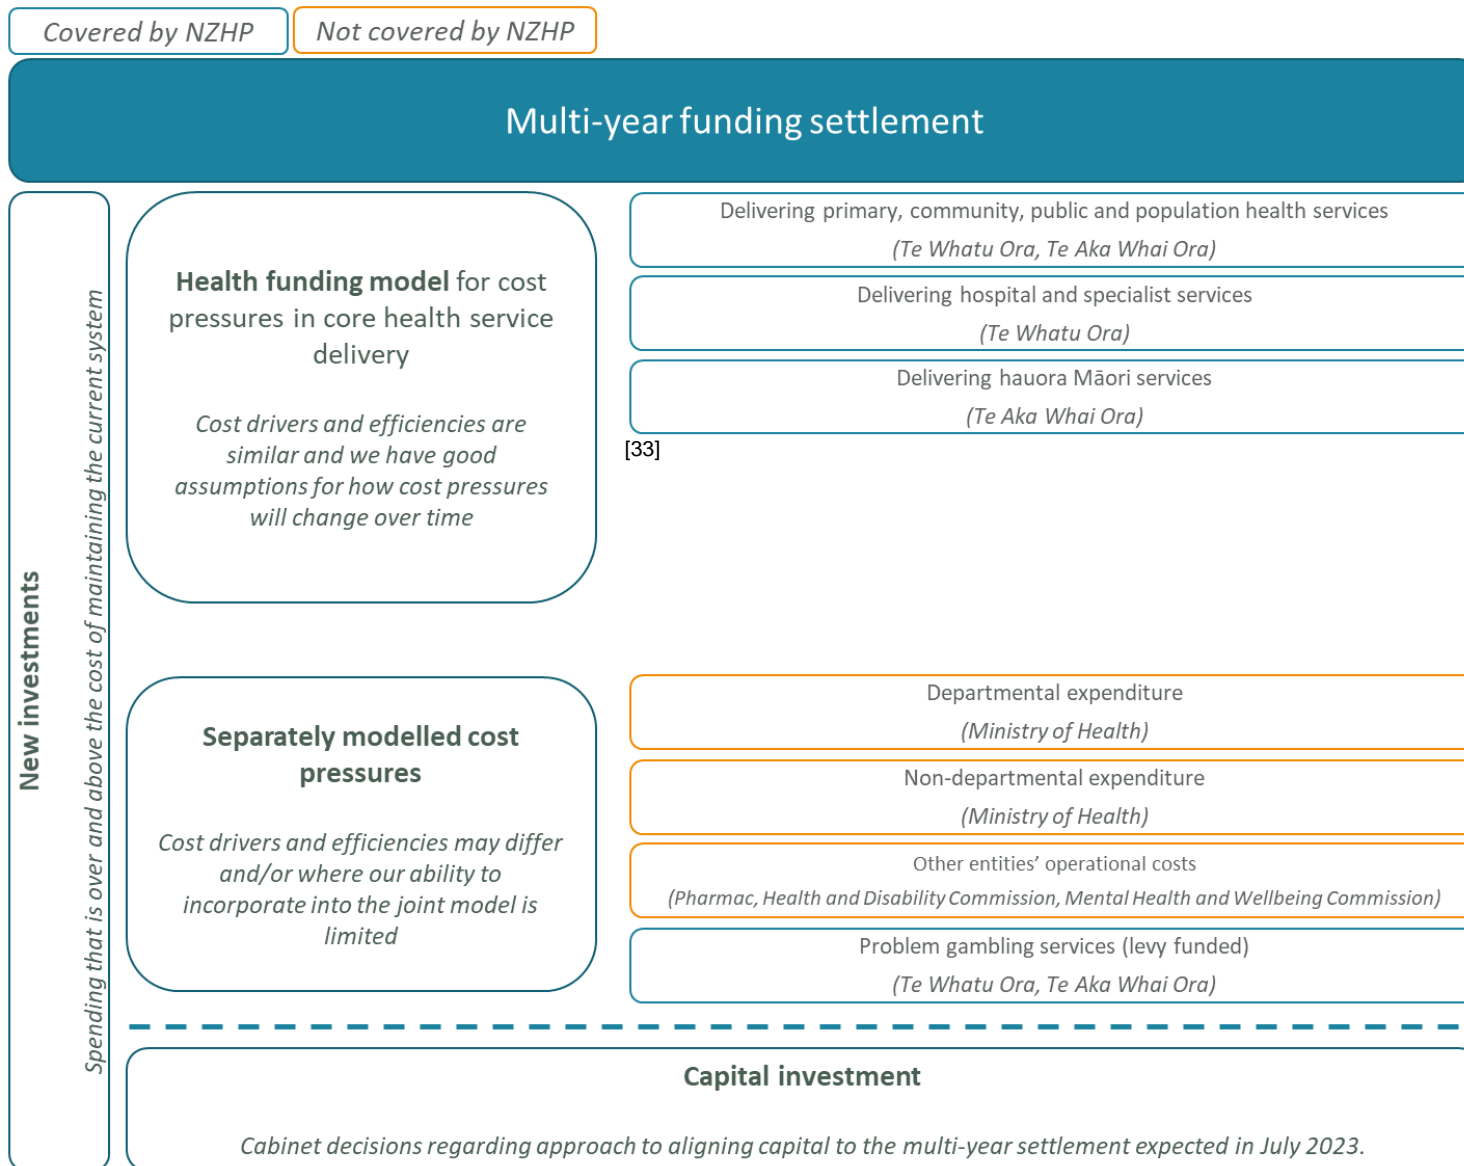 Covered by NZHP
Not covered by NZHP
Multi-year funding settlement
New investments
Spending that is over and above the cost of maintaining the current system
Health funding model for cost
pressures in core health service
delivery
Cost drivers and efficiencies are
similar and we have good
assumptions for how cost pressures
will change over time
Delivering primary, community, public and population health services
(Te Whatu Ora, Te Aka Whai Ora)
Delivering hospital and specialist services
(Te Whatu Ora)
Delivering hauora Māori services
(Te Aka Whai Ora)
[33]
Separately modelled cost
pressures
Cost drivers and efficiencies may differ
and/or where our ability to
incorporate into the joint model is
limited
Departmental expenditure
(Ministry of Health)
Non-departmental expenditure
(Ministry of Health)
Other entities’ operational costs
(Pharmac, Health and Disability Commission, Mental Health and Wellbeing Commission)
Problem gambling services (levy funded)
(Te Whatu Ora, Te Aka Whai Ora)
Capital investment
Cabinet decisions regarding approach to aligning capital to the multi-year settlement expected in July 2023.